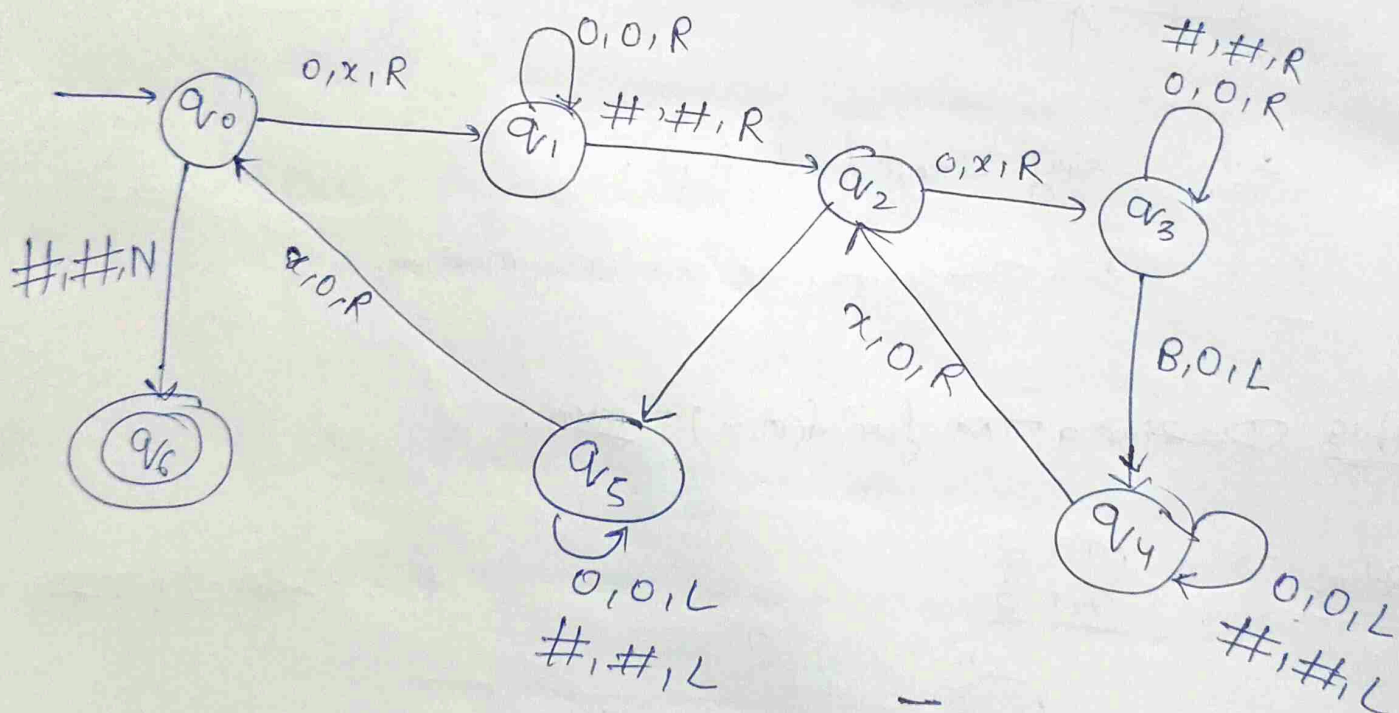 0,0,R
#,#,R
0,0,R
0,x,R
q0
q1
#,#,R
q2
0,x,R
q3
#,#,N
x,0,R
x,0,R
B,0,L
q6
q5
q4
0,0,L
#,#,L
0,0,L
#,#,L